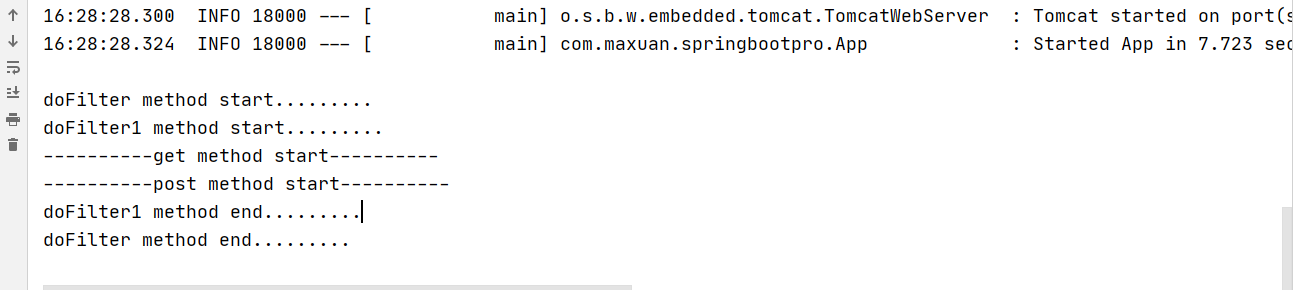 16:28:28.300  INFO 18000 --- [           main] o.s.b.w.embedded.tomcat.TomcatWebServer  : Tomcat started on port(s
16:28:28.324  INFO 18000 --- [           main] com.maxuan.springbootpro.App             : Started App in 7.723 sec
doFilter method start.........
doFilter1 method start.........
----------get method start----------
----------post method start----------
doFilter1 method end.........
doFilter method end.........